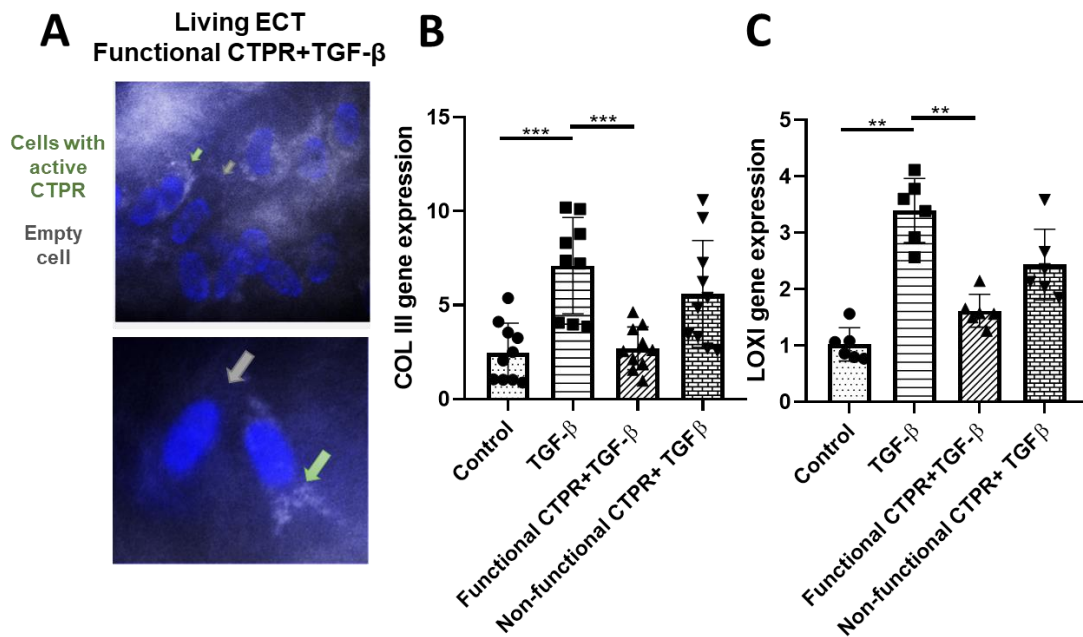 A
Living ECT
Functional CTPR+TGF-β
Cells with
active
CTPR
Empty
cell
B
COL III gene expression
15
10
5
0
***
***
Control
TGF-β
Functional CTPR+TGF-β
Non-functional CTPR+ TGFβ
C
LOXI gene expression
5
4
3
2
1
0
**
**
Control
TGF-β
Functional CTPR+TGF-β
Non-functional CTPR+ TGFβ